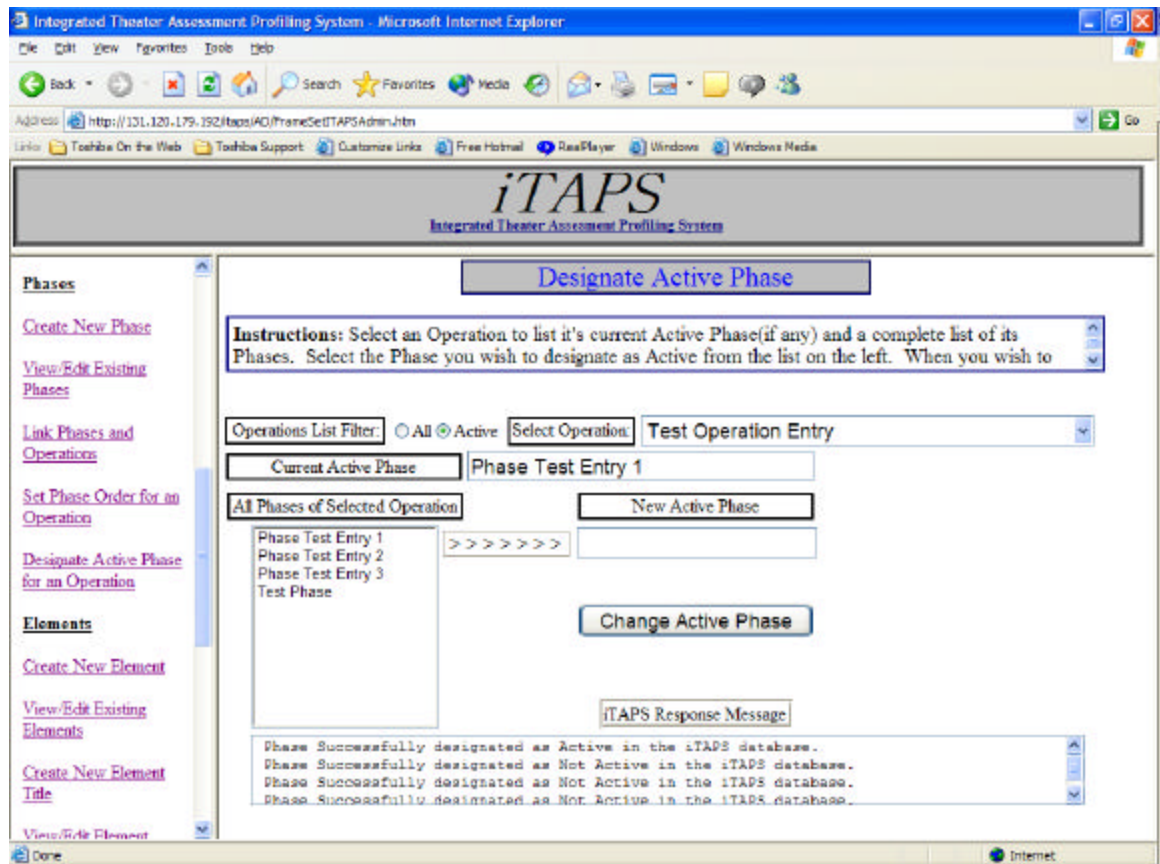 Integrated Theater Assessment Profiling System - Microsoft Internet Explorer
File Edit View Favorites Tools Help
Back Search Favorites Media
Address http://131.120.179.192/itaps/AO/FrameSetITAPSAdmin.htm Go
Links Toshiba On the Web Toshiba Support Customize Links Free Hotmail RealPlayer Windows Windows Media
iTAPS
Integrated Theater Assessment Profiling System
Phases
Create New Phase
View/Edit Existing
Phases
Link Phases and
Operations
Set Phase Order for an
Operation
Designate Active Phase
for an Operation
Elements
Create New Element
View/Edit Existing
Elements
Create New Element
Title
View/Edit Element
Designate Active Phase
Instructions: Select an Operation to list it's current Active Phase(if any) and a complete list of its
Phases. Select the Phase you wish to designate as Active from the list on the left. When you wish to
Operations List Filter: All Active Select Operation: Test Operation Entry
Current Active Phase Phase Test Entry 1
All Phases of Selected Operation New Active Phase
Phase Test Entry 1
Phase Test Entry 2
Phase Test Entry 3
Test Phase
>>>>>>>
Change Active Phase
iTAPS Response Message
Phase Successfully designated as Active in the iTAPS database.
Phase Successfully designated as Not Active in the iTAPS database.
Phase Successfully designated as Not Active in the iTAPS database.
Phase Successfully designated as Not Active in the iTAPS database.
Done Internet